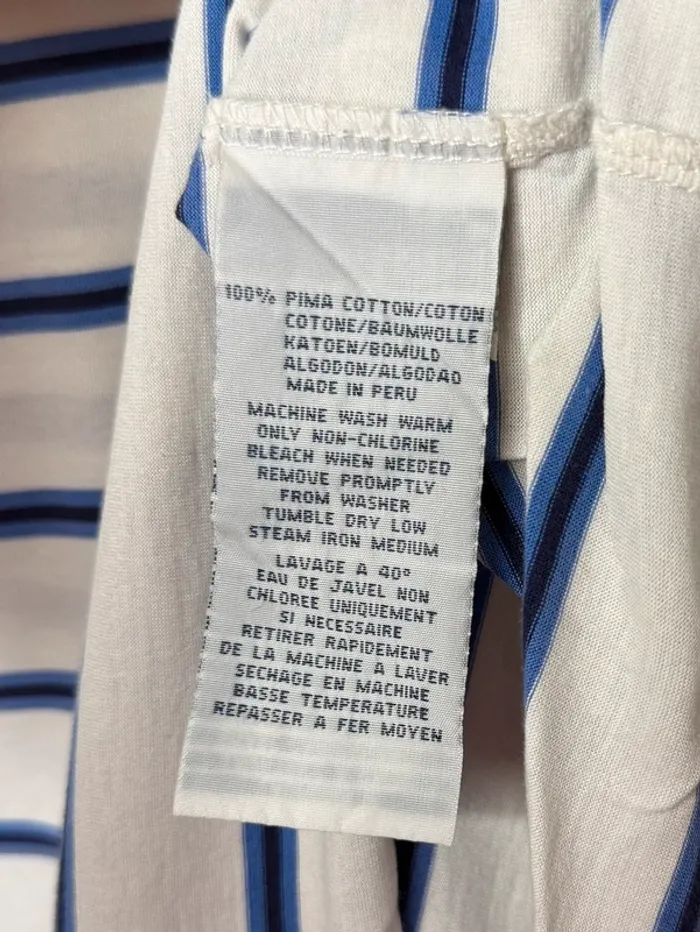 100% PIMA COTTON/COTON
COTONE/BAUMWOLLE
KATOEN/BOMULD
ALGODON/ALGODAO
MADE IN PERU
MACHINE WASH WARM
ONLY NON-CHLORINE
BLEACH WHEN NEEDED
REMOVE PROMPTLY
FROM WASHER
TUMBLE DRY LOW
STEAM IRON MEDIUM
LAVAGE A 40°
EAU DE JAVEL NON
CHLOREE UNIQUEMENT
SI NECESSAIRE
RETIRER RAPIDEMENT
DE LA MACHINE A LAVER
SECHAGE EN MACHINE
BASSE TEMPERATURE
REPASSER A FER MOYEN